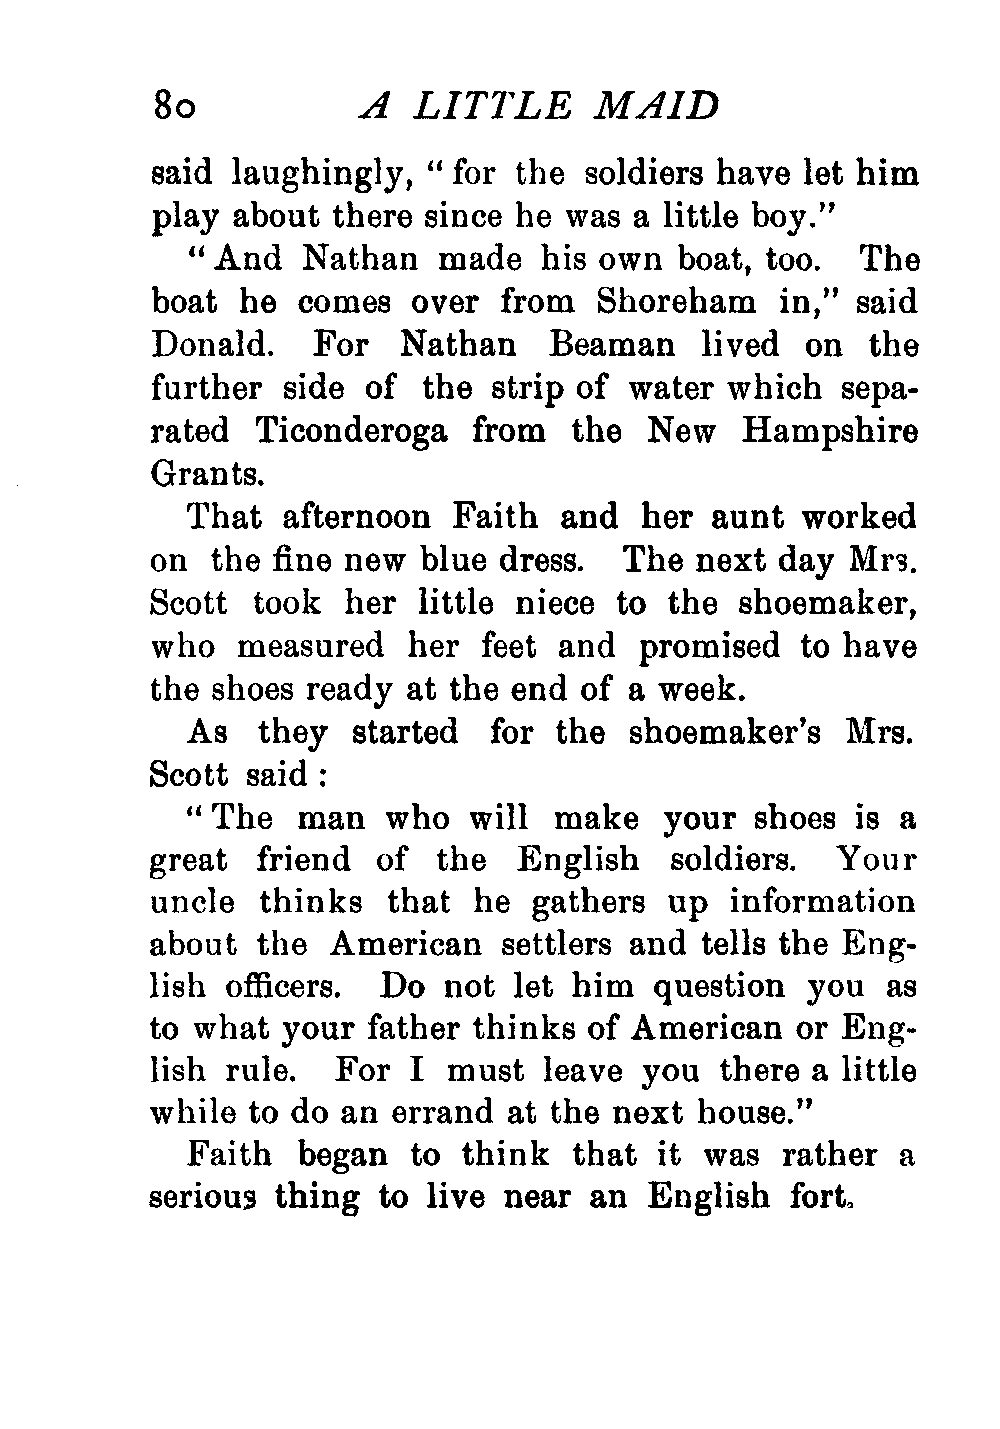 80 A LITTLE MAID
said laughingly, “ for the soldiers have let him
play about there since he was a little boy.”
“ And Nathan made his own boat, too. The
boat he comes over from Shoreham in,” said
Donald. For Nathan Beaman lived on the
further side of the strip of water which sepa-
rated Ticonderoga from the New Hampshire
Grants.
That afternoon Faith and her aunt worked
on the fine new blue dress. The next day Mrs.
Scott took her little niece to the shoemaker,
who measured her feet and promised to have
the shoes ready at the end of a week.
As they started for the shoemaker’s Mrs.
Scott said :
“ The man who will make your shoes is a
great friend of the English soldiers. Your
uncle thinks that he gathers up information
about the American settlers and tells the Eng-
lish officers. Do not let him question you as
to what your father thinks of American or Eng-
lish rule. For I must leave you there a little
while to do an errand at the next house.”
Faith began to think that it was rather a
serious thing to live near an English fort.